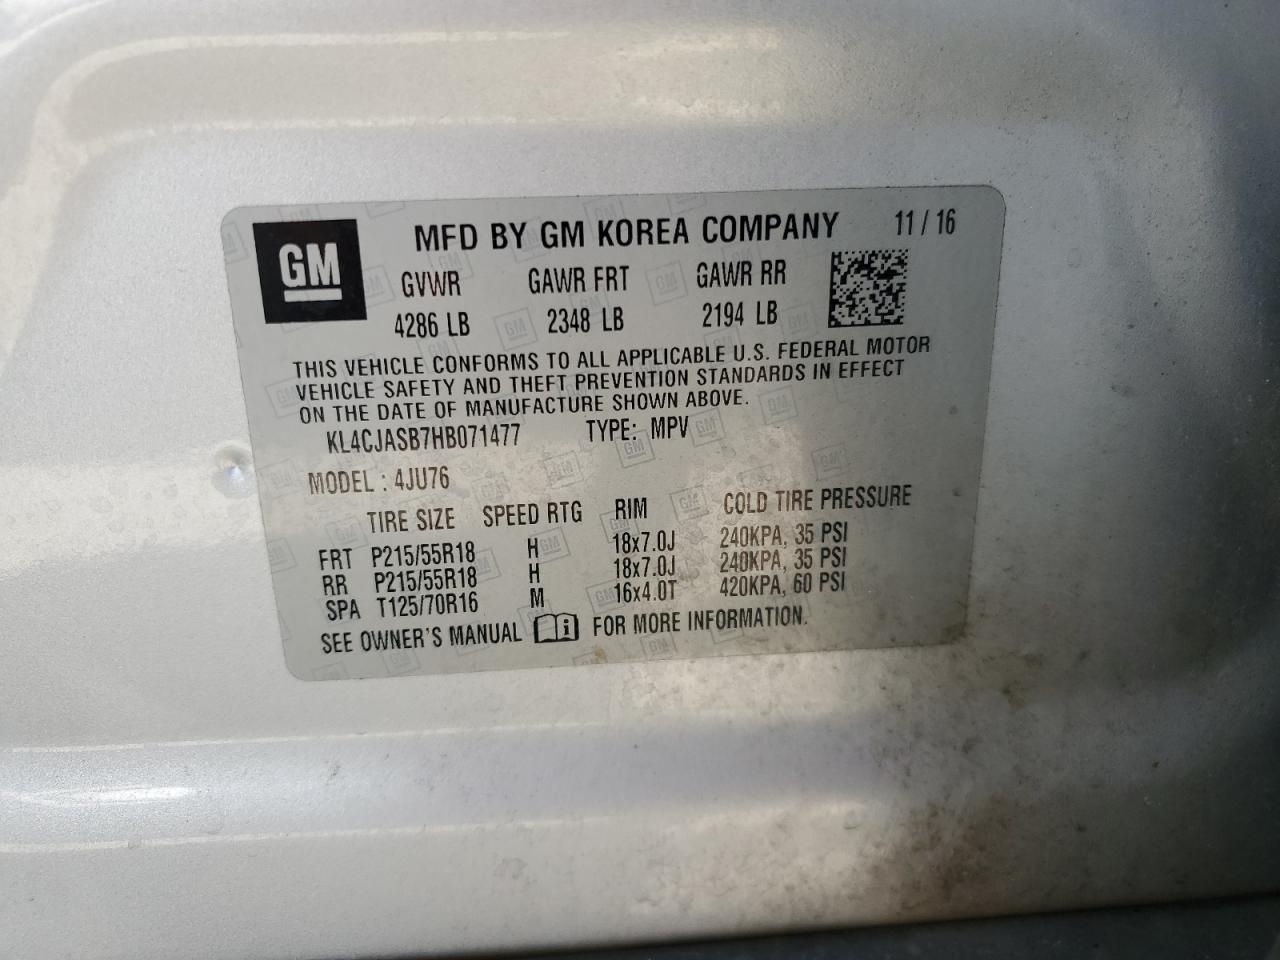 GM MFD BY GM KOREA COMPANY 11 / 16
GVWR GAWR FRT GAWR RR
4286 LB 2348 LB 2194 LB
THIS VEHICLE CONFORMS TO ALL APPLICABLE U.S. FEDERAL MOTOR
VEHICLE SAFETY AND THEFT PREVENTION STANDARDS IN EFFECT
ON THE DATE OF MANUFACTURE SHOWN ABOVE.
KL4CJASB7HB071477 TYPE: MPV
MODEL : 4JU76
TIRE SIZE SPEED RTG RIM COLD TIRE PRESSURE
FRT P215/55R18 H 18x7.0J 240KPA, 35 PSI
RR P215/55R18 H 18x7.0J 240KPA, 35 PSI
SPA T125/70R16 M 16x4.0T 420KPA, 60 PSI
SEE OWNER'S MANUAL i FOR MORE INFORMATION.